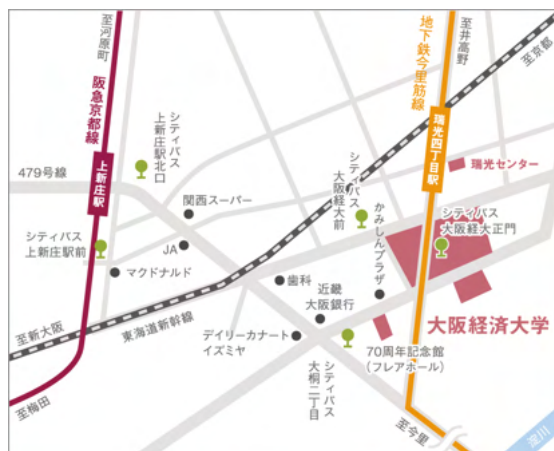 至河原町
阪急京都線
上新庄駅
479号線
シティバス
上新庄駅北口
関西スーパー
JA
マクドナルド
シティバス
上新庄駅前
至新大阪
東海道新幹線
至梅田
地下鉄今里筋線
至井高野
至京都
瑞光四丁目駅
瑞光センター
シティバス
大阪経大前
かみしんプラザ
シティバス
大阪経大正門
歯科
近畿
大阪銀行
デイリーカナート
イズミヤ
シティバス
大桐二丁目
70周年記念館
(フレアホール)
大阪経済大学
至今里
淀川